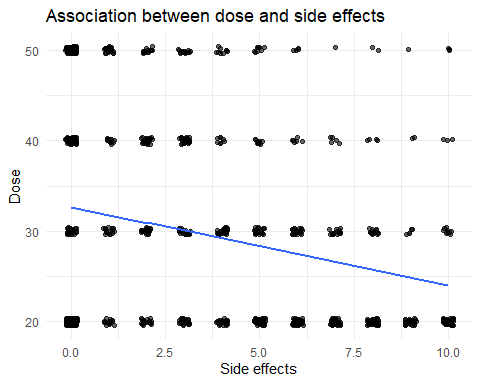 Association between dose and side effects
50
40
30
20
Dose
0.0 2.5 5.0 7.5 10.0
Side effects